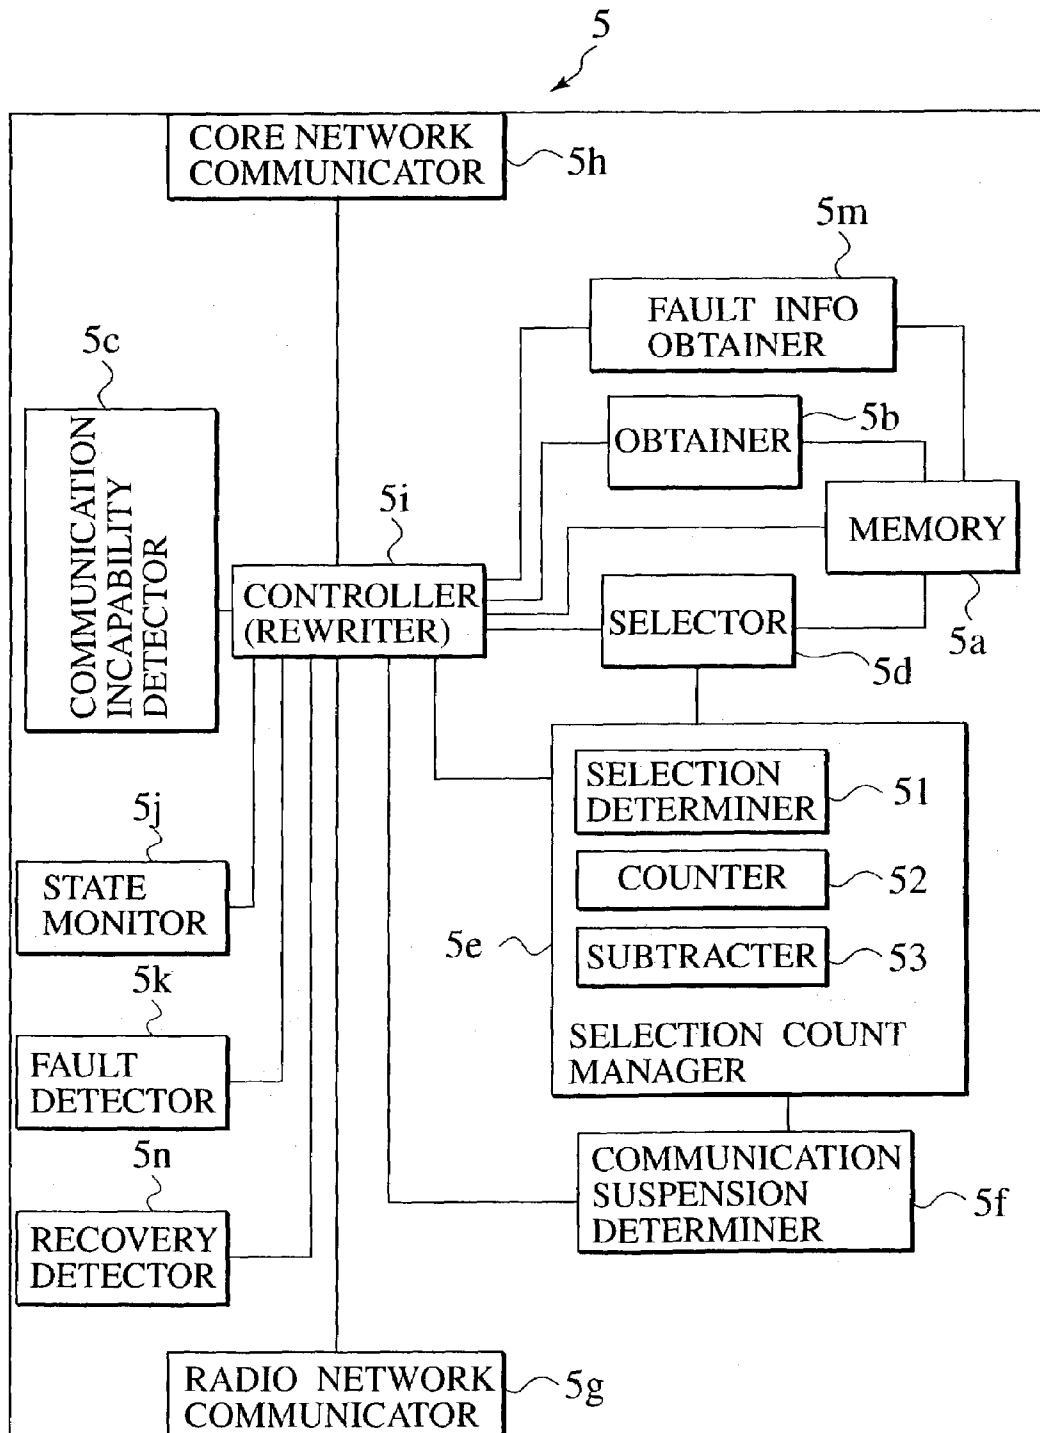 5
CORE NETWORK
COMMUNICATOR
5h
5m
FAULT INFO
OBTAINER
5c
COMMUNICATION
INCAPABILITY
DETECTOR
5b
OBTAINER
5i
MEMORY
CONTROLLER
(REWRITER)
SELECTOR
5a
5d
SELECTION
DETERMINER
51
5j
STATE
MONITOR
COUNTER
52
5e
SUBTRACTER
53
5k
FAULT
DETECTOR
SELECTION COUNT
MANAGER
5n
RECOVERY
DETECTOR
COMMUNICATION
SUSPENSION
DETERMINER
5f
RADIO NETWORK
COMMUNICATOR
5g